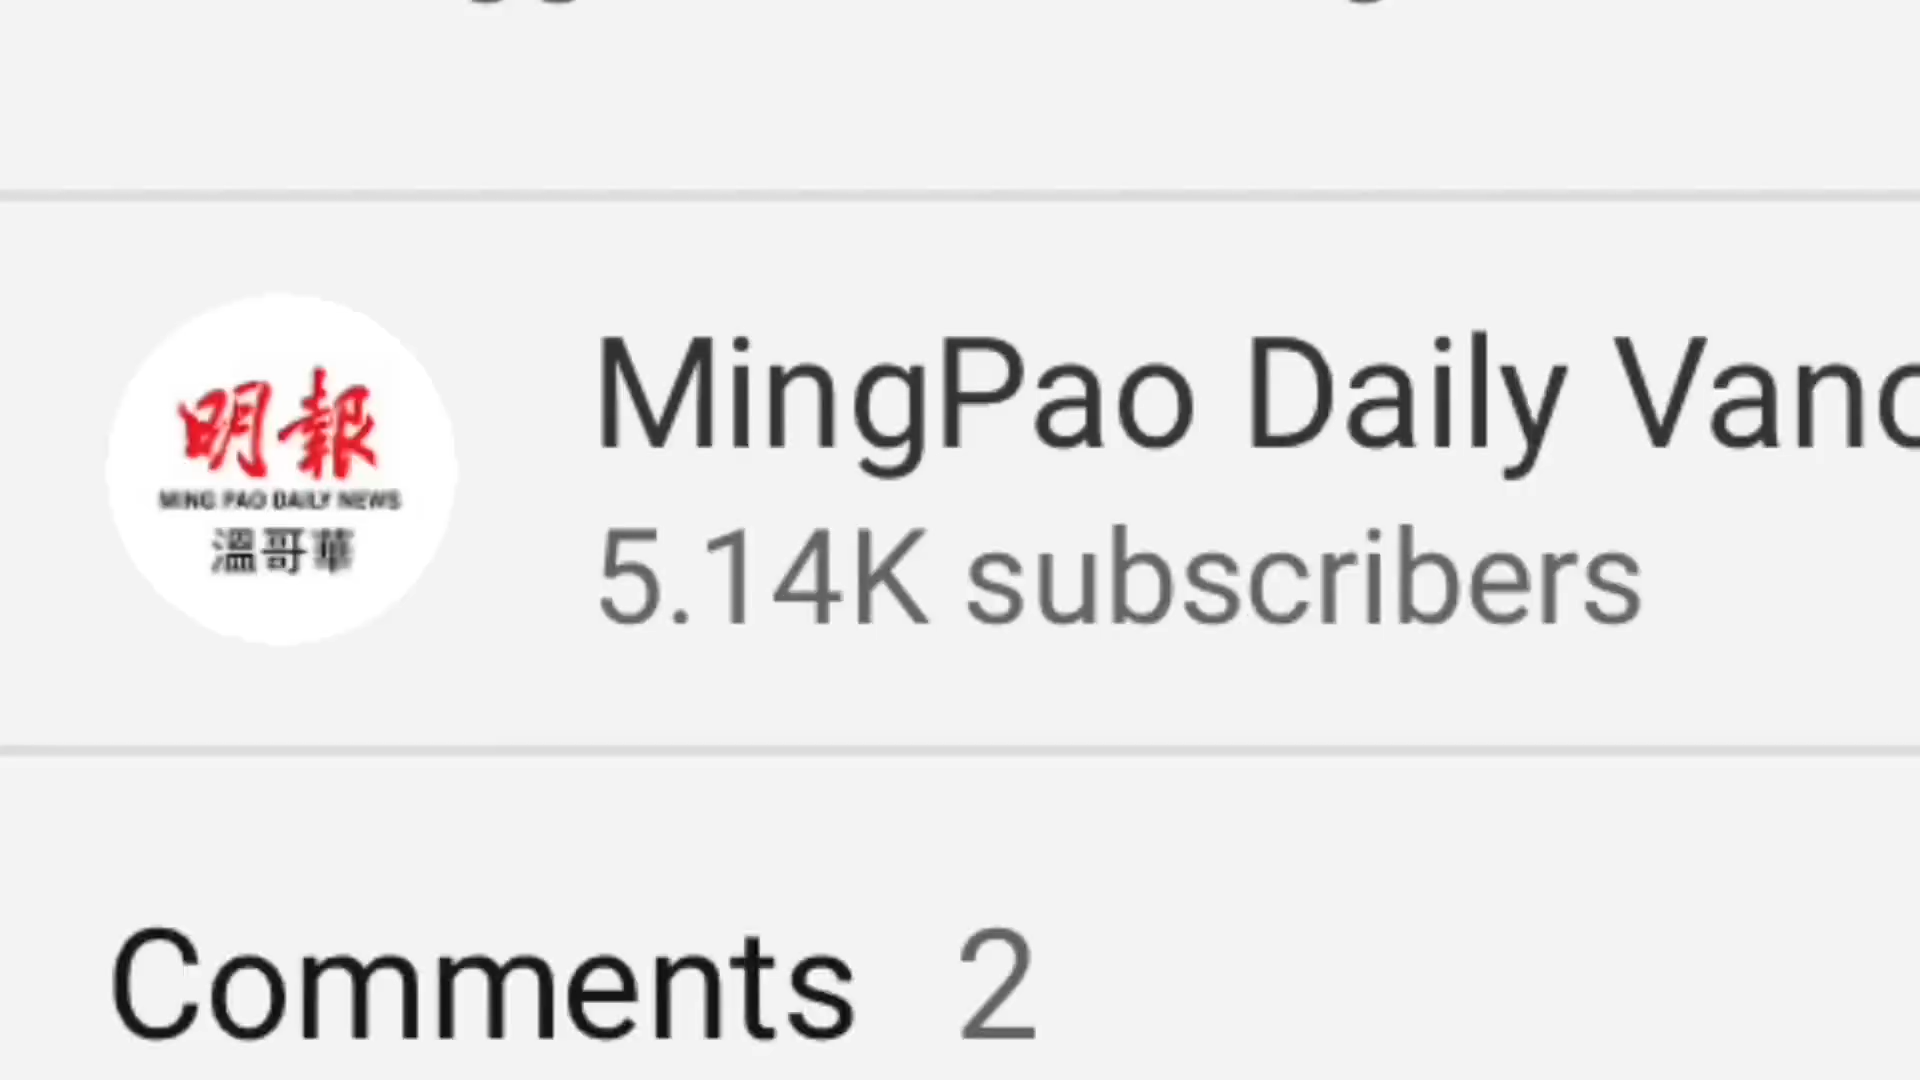 明報
MING PAO DAILY NEWS
溫哥華
MingPao Daily Vanc
5.14K subscribers
Comments 2